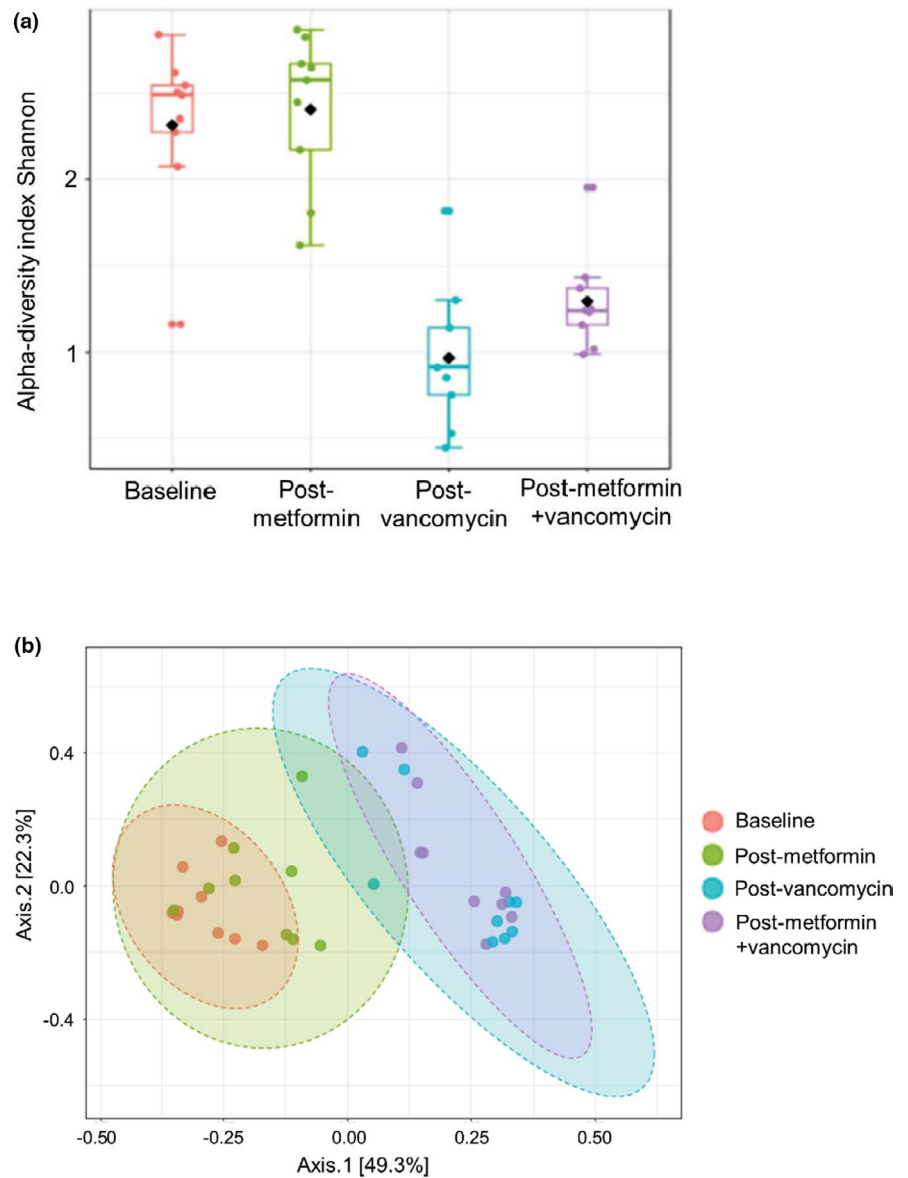 (a)
Alpha-diversity index Shannon
2
1
Baseline
Post-
metformin
Post-
vancomycin
Post-metformin
+vancomycin
(b)
Axis.2 [22.3%]
0.4
0.0
-0.4
-0.50
-0.25
0.00
0.25
0.50
Axis.1 [49.3%]
Baseline
Post-metformin
Post-vancomycin
Post-metformin
+vancomycin